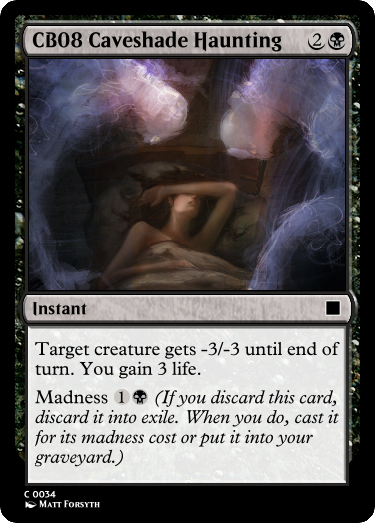 CB08 Caveshade Haunting 2
Instant
Target creature gets -3/-3 until end of
turn. You gain 3 life.
Madness 1 (If you discard this card,
discard it into exile. When you do, cast it
for its madness cost or put it into your
graveyard.)
C 0034
Matt Forsyth